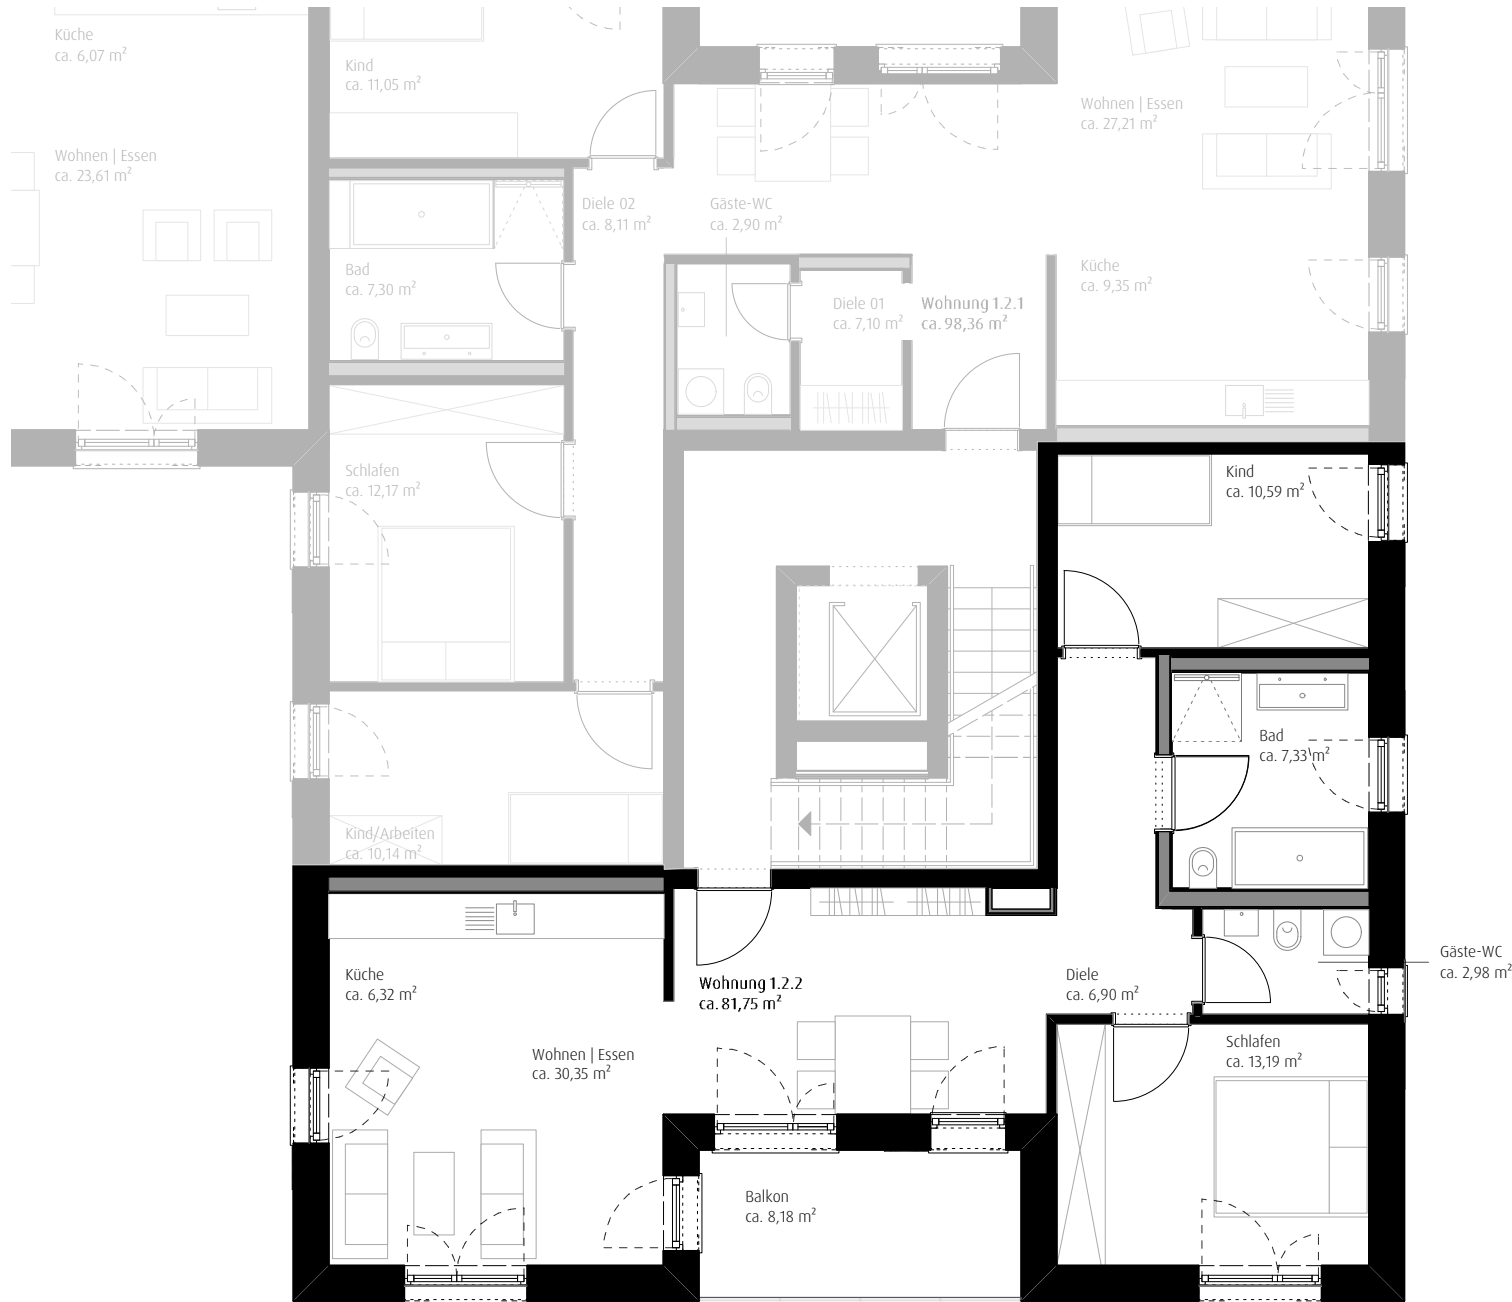 Küche
ca. 6,07 m²
Kind
ca. 11,05 m²
Wohnen | Essen
ca. 27,21 m²
Wohnen | Essen
ca. 23,61 m²
Diele 02
ca. 8,11 m²
Gäste-WC
ca. 2,90 m²
Bad
ca. 7,30 m²
Küche
ca. 9,35 m²
Diele 01
ca. 7,10 m²
Wohnung 1.2.1
ca. 98,36 m²
Schlafen
ca. 12,17 m²
Kind
ca. 10,59 m²
Bad
ca. 7,33 m²
Kind/Arbeiten
ca. 10,14 m²
Küche
ca. 6,32 m²
Wohnung 1.2.2
ca. 81,75 m²
Diele
ca. 6,90 m²
Gäste-WC
ca. 2,98 m²
Wohnen | Essen
ca. 30,35 m²
Schlafen
ca. 13,19 m²
Balkon
ca. 8,18 m²